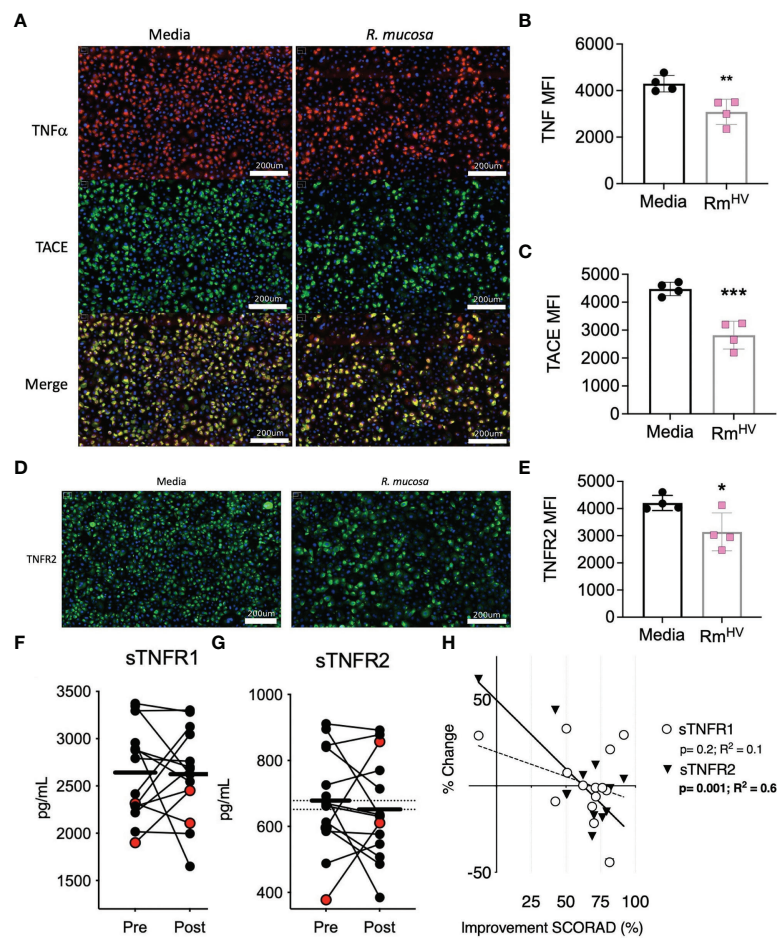 A
Media
R. mucosa
TNFα
200um
200um
TACE
200um
200um
Merge
200um
200um
B
6000
4000
2000
0
TNF MFI
**
Media
Rm^HV
C
5000
4000
3000
2000
1000
0
TACE MFI
***
Media
Rm^HV
D
Media
R. mucosa
TNFR2
200um
200um
E
5000
4000
3000
2000
1000
0
TNFR2 MFI
*
Media
Rm^HV
F
sTNFR1
3500
3000
2500
2000
1500
pg/mL
Pre
Post
G
sTNFR2
1000
800
600
400
pg/mL
Pre
Post
H
50
-50
% Change
25
50
75
100
Improvement SCORAD (%)
sTNFR1
p= 0.2; R² = 0.1
sTNFR2
p= 0.001; R² = 0.6